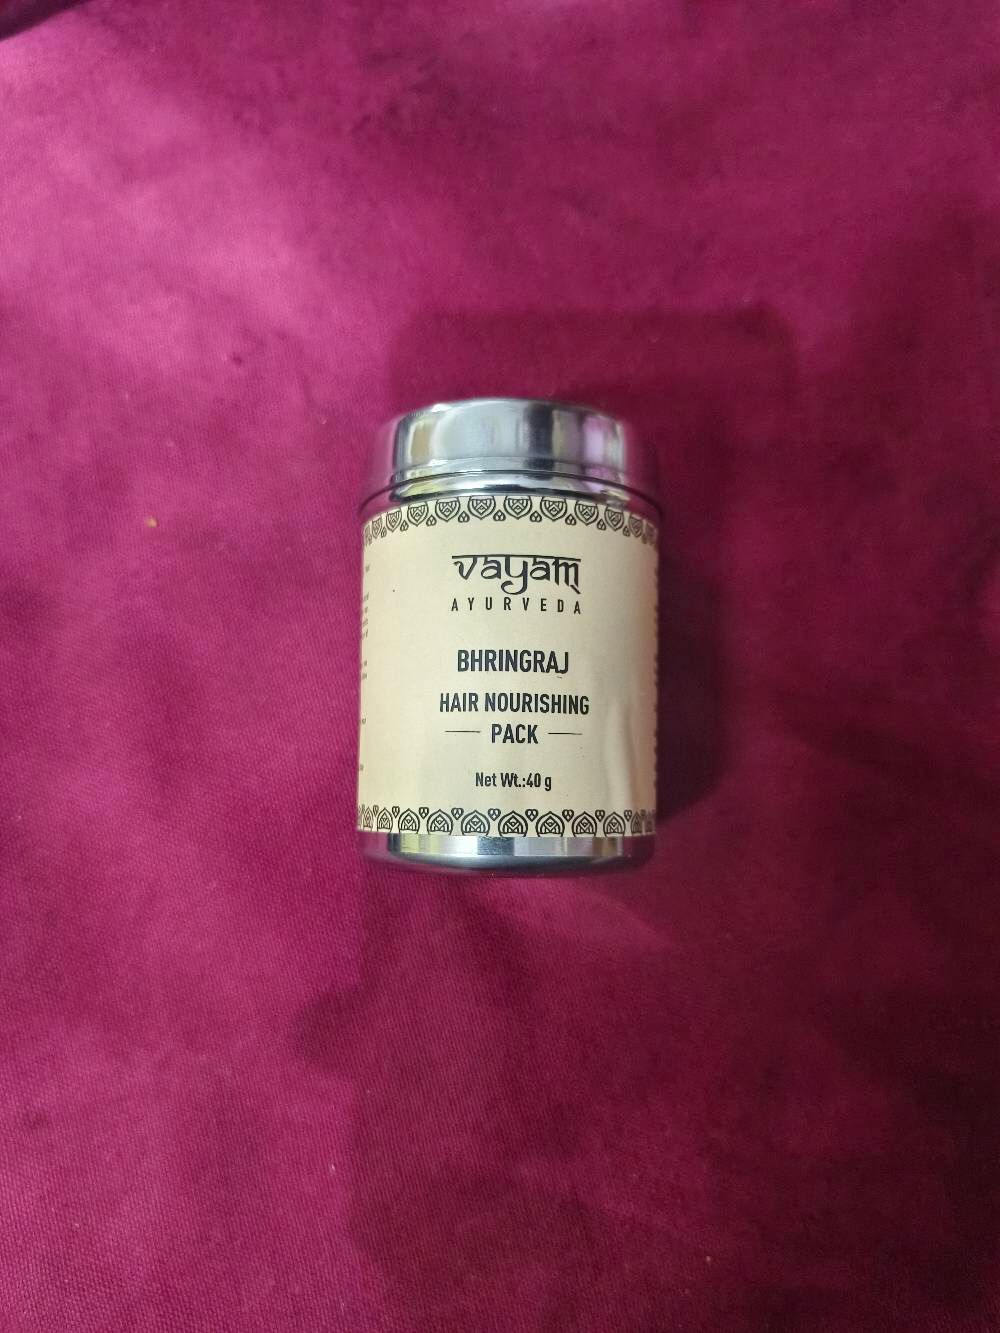 vayam
AYURVEDA
BHRINGRAJ
HAIR NOURISHING
PACK
Net Wt.:40 g